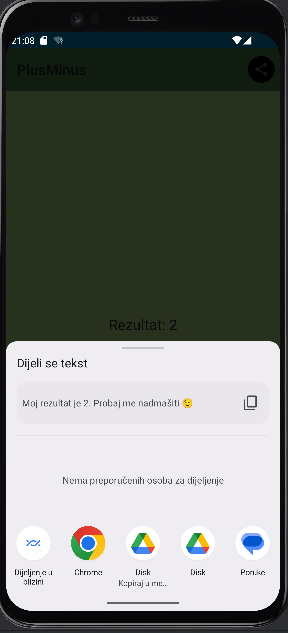 21:08
PlusMinus
Rezultat: 2
Dijeli se tekst
Moj rezultat je 2. Probaj me nadmašiti 😉
Nema preporučenih osoba za dijeljenje
Dijeljenje u blizini
Chrome
Disk
Kopiraj u me...
Disk
Poruke